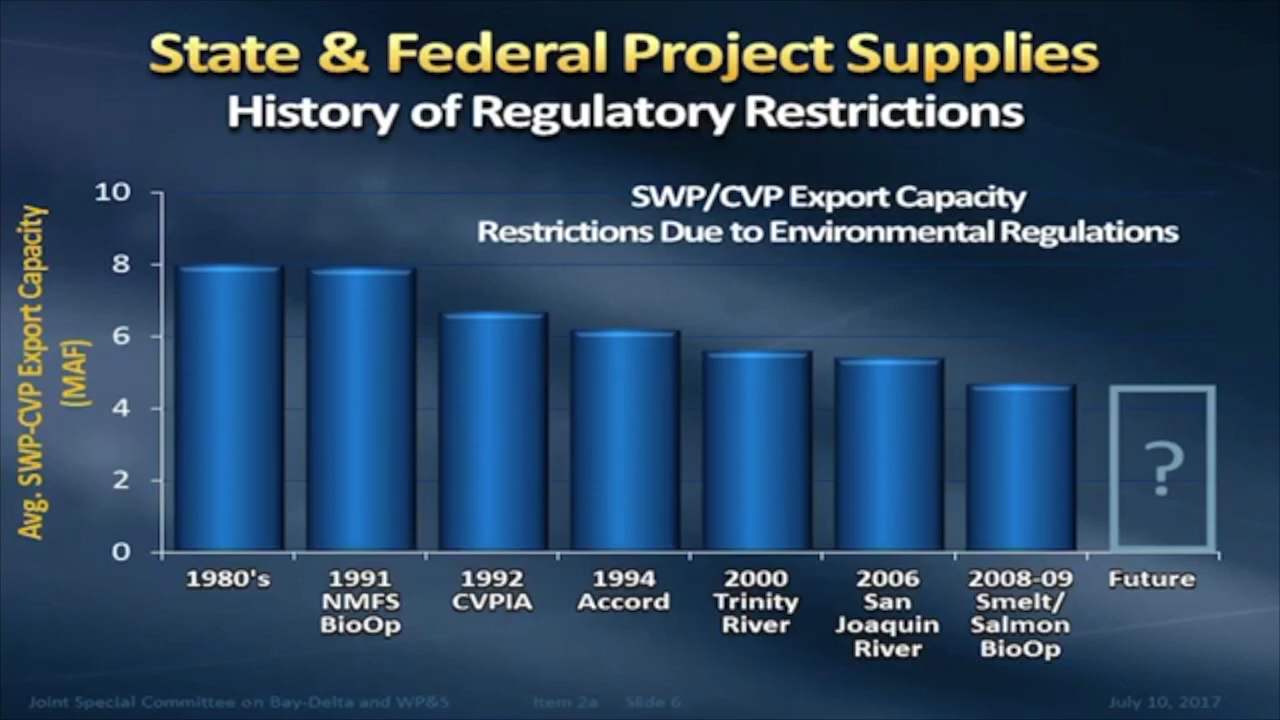 State & Federal Project Supplies
History of Regulatory Restrictions
SWP/CVP Export Capacity
Restrictions Due to Environmental Regulations
Avg. SWP-CVP Export Capacity
(MAF)
10
8
6
4
2
0
?
1980's
1991
NMFS
BioOp
1992
CVPIA
1994
Accord
2000
Trinity
River
2006
San
Joaquin
River
2008-09
Smelt/
Salmon
BioOp
Future
Joint Special Committee on Bay-Delta and WP&S
Item 2a
Slide 6
July 10, 2017